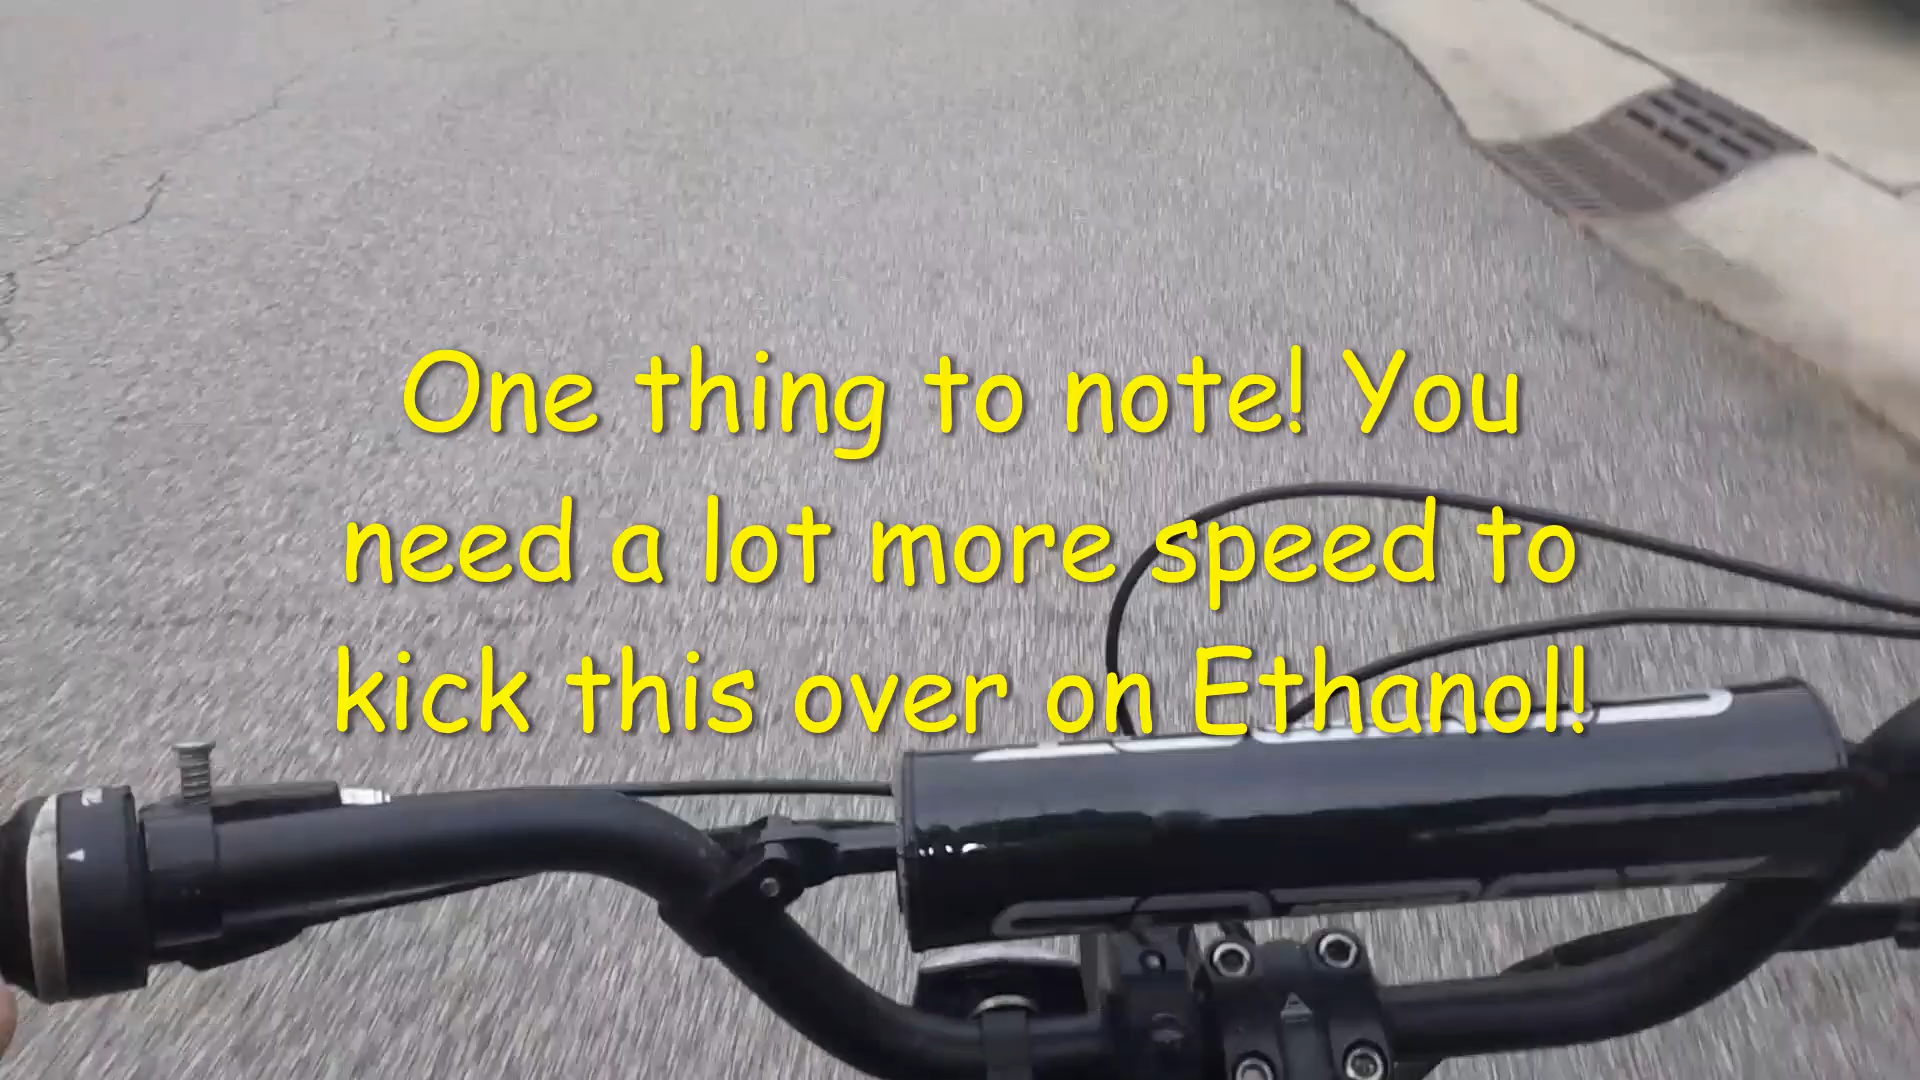 One thing to note! You
need a lot more speed to
kick this over on Ethanol!